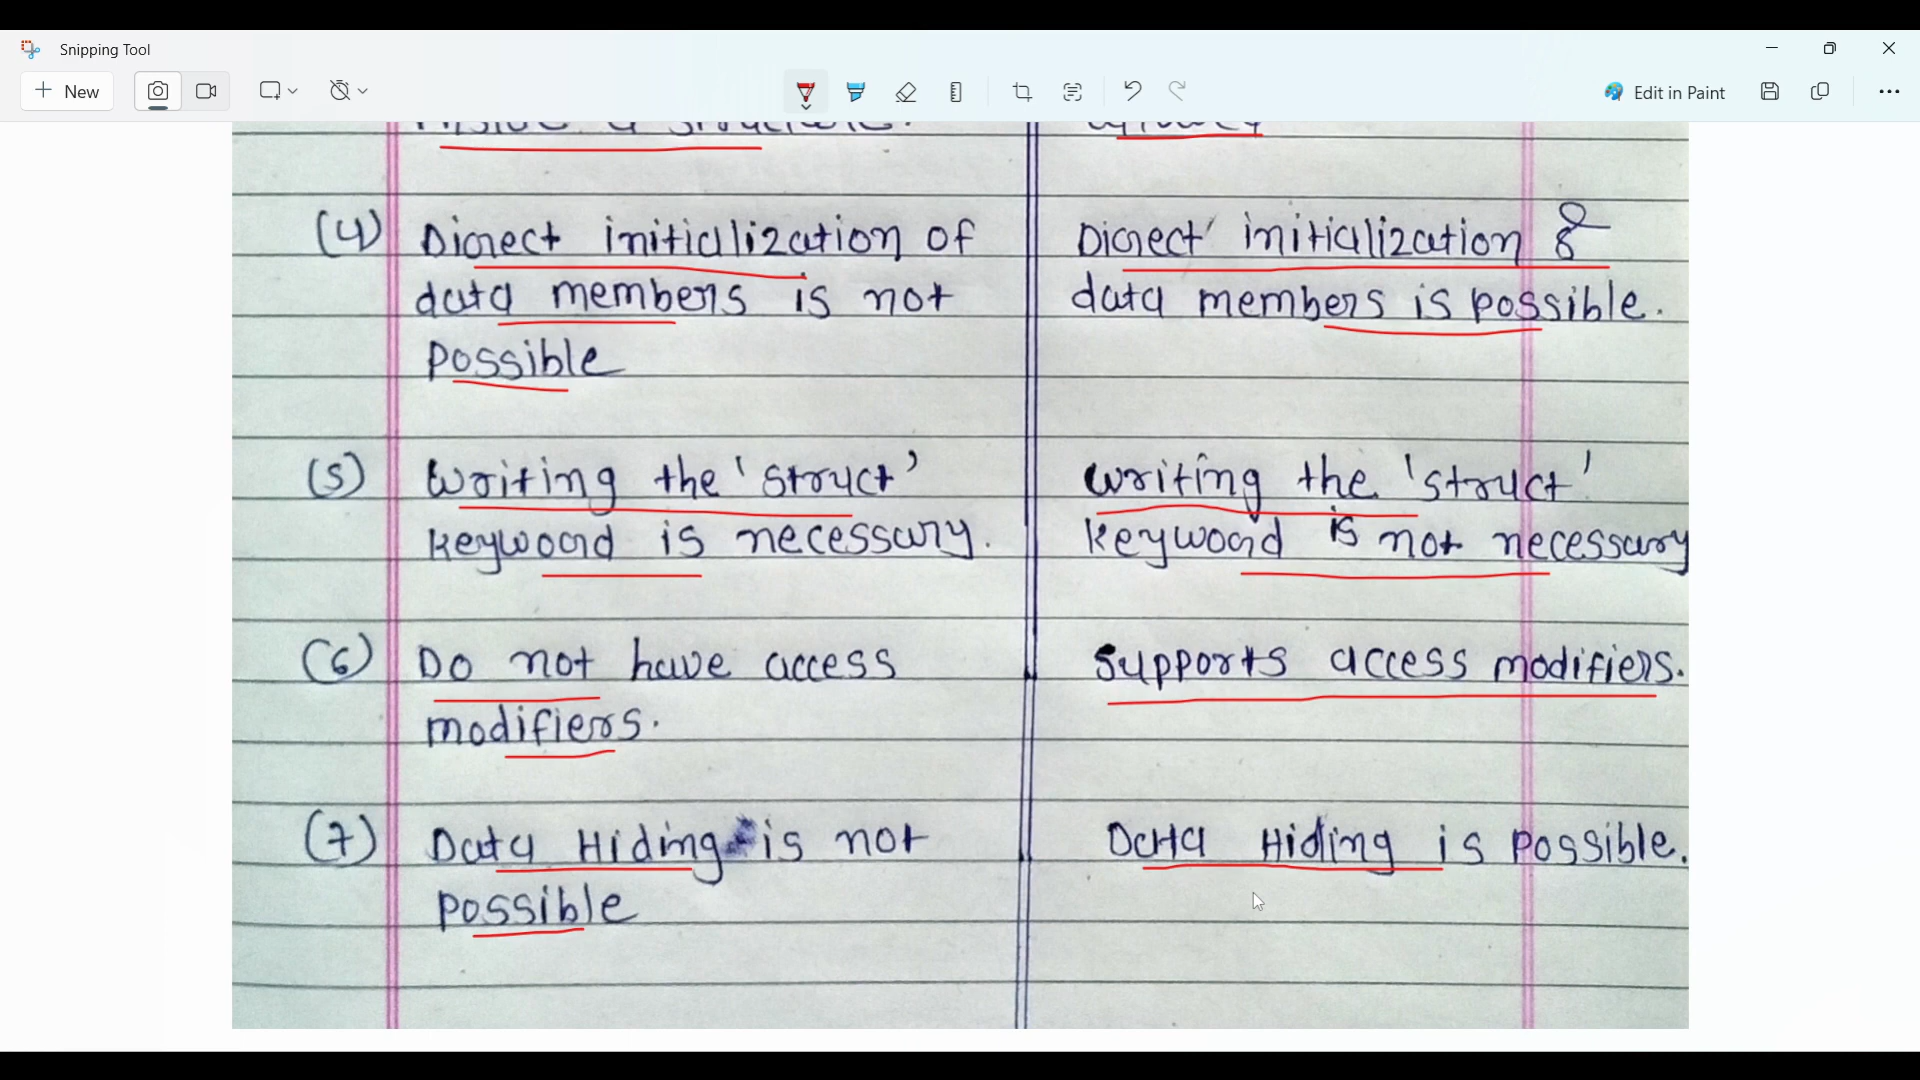 Snipping Tool
New
Edit in Paint
inside a structure.
(4) Direct initialization of
data members is not
possible
Direct initialization &
data members is possible.
(5) Writing the 'struct'
keyword is necessary.
writing the 'struct'
keyword is not necessary
(6) Do not have access
modifiers.
Supports access modifiers.
(7) Data Hiding is not
possible
Data Hiding is possible.